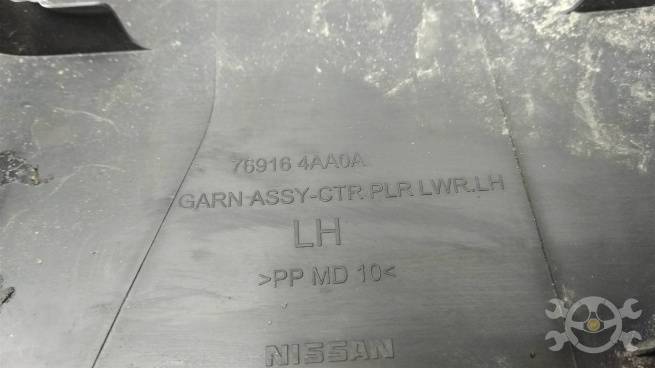 76916 4AA0A
GARN ASSY-CTR PLR LWR.LH
LH
>PP MD 10<
NISSAN